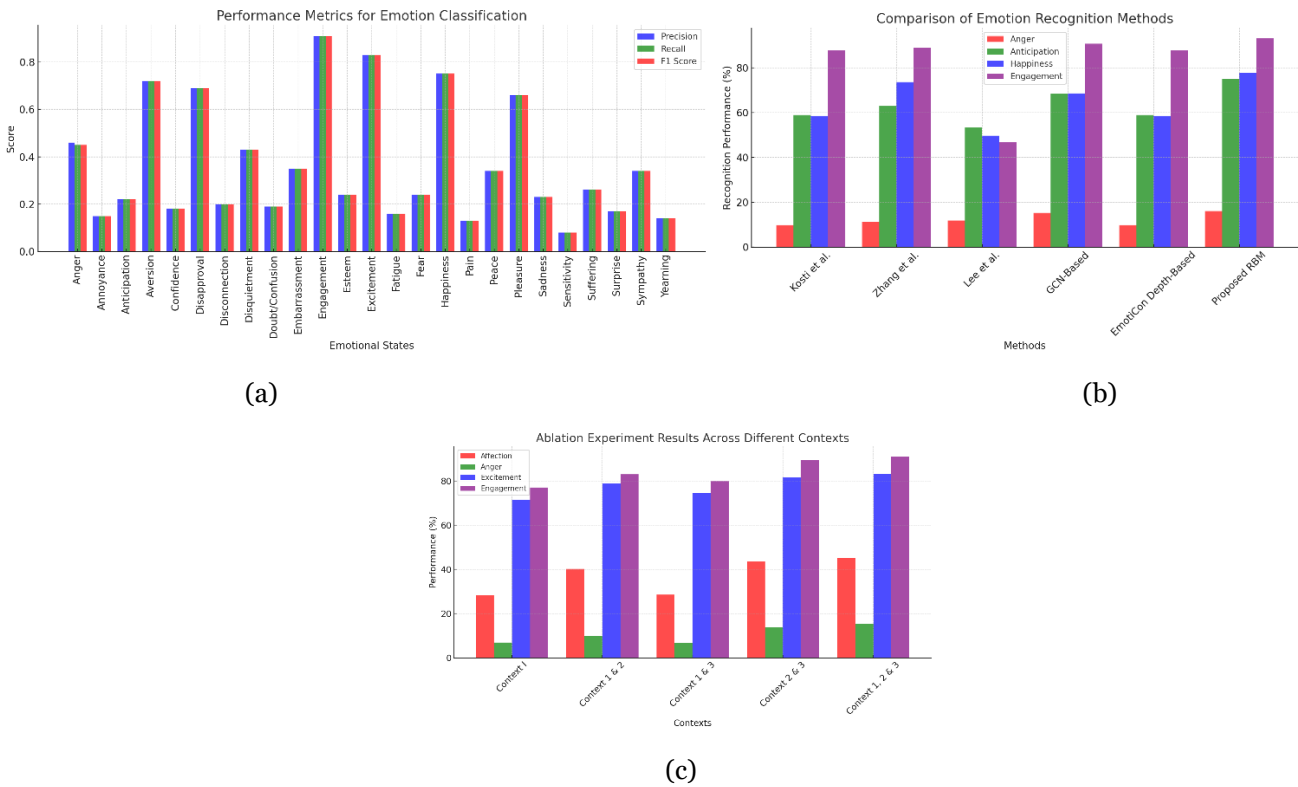 Performance Metrics for Emotion Classification
Precision
Recall
F1 Score
Score
0.8
0.6
0.4
0.2
0.0
Anger
Annoyance
Anticipation
Aversion
Confidence
Disapproval
Disconnection
Disquietment
Doubt/Confusion
Embarrassment
Engagement
Esteem
Excitement
Fatigue
Fear
Happiness
Pain
Peace
Pleasure
Sadness
Sensitivity
Suffering
Surprise
Sympathy
Yearning
Emotional States
(a)
Comparison of Emotion Recognition Methods
Anger
Anticipation
Happiness
Engagement
Recognition Performance (%)
80
60
40
20
0
Kosti et al.
Zhang et al.
Lee et al.
GCN-Based
EmotiCon Depth-Based
Proposed RBM
Methods
(b)
Ablation Experiment Results Across Different Contexts
Affection
Anger
Excitement
Engagement
Performance (%)
80
60
40
20
0
Context I
Context 1 & 2
Context 1 & 3
Context 2 & 3
Context 1, 2 & 3
Contexts
(c)